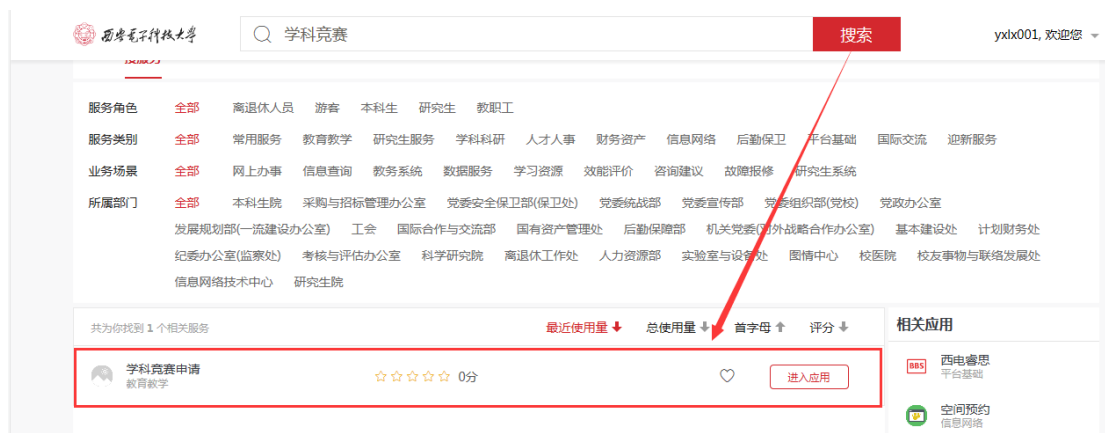 西安电子科技大学 学科竞赛 搜索 yxlx001, 欢迎您
服务角色 全部 离退休人员 游客 本科生 研究生 教职工
服务类别 全部 常用服务 教育教学 研究生服务 学科科研 人才人事 财务资产 信息网络 后勤保卫 平台基础 国际交流 迎新服务
业务场景 全部 网上办事 信息查询 教务系统 数据服务 学习资源 效能评价 咨询建议 故障报修 研究生系统
所属部门 全部 本科生院 采购与招标管理办公室 党委安全保卫部(保卫处) 党委统战部 党委宣传部 党委组织部(党校) 党政办公室
发展规划部(一流建设办公室) 工会 国际合作与交流部 国有资产管理处 后勤保障部 机关党委(对外战略合作办公室) 基本建设处 计划财务处
纪委办公室(监察处) 考核与评估办公室 科学研究院 离退休工作处 人力资源部 实验室与设备处 图情中心 校医院 校友事物与联络发展处
信息网络技术中心 研究生院
共为你找到 1 个相关服务 最近使用量 总使用量 首字母 评分 相关应用
学科竞赛申请
教育教学 0分 进入应用
BBS 西电睿思
平台基础
空间预约
信息网络